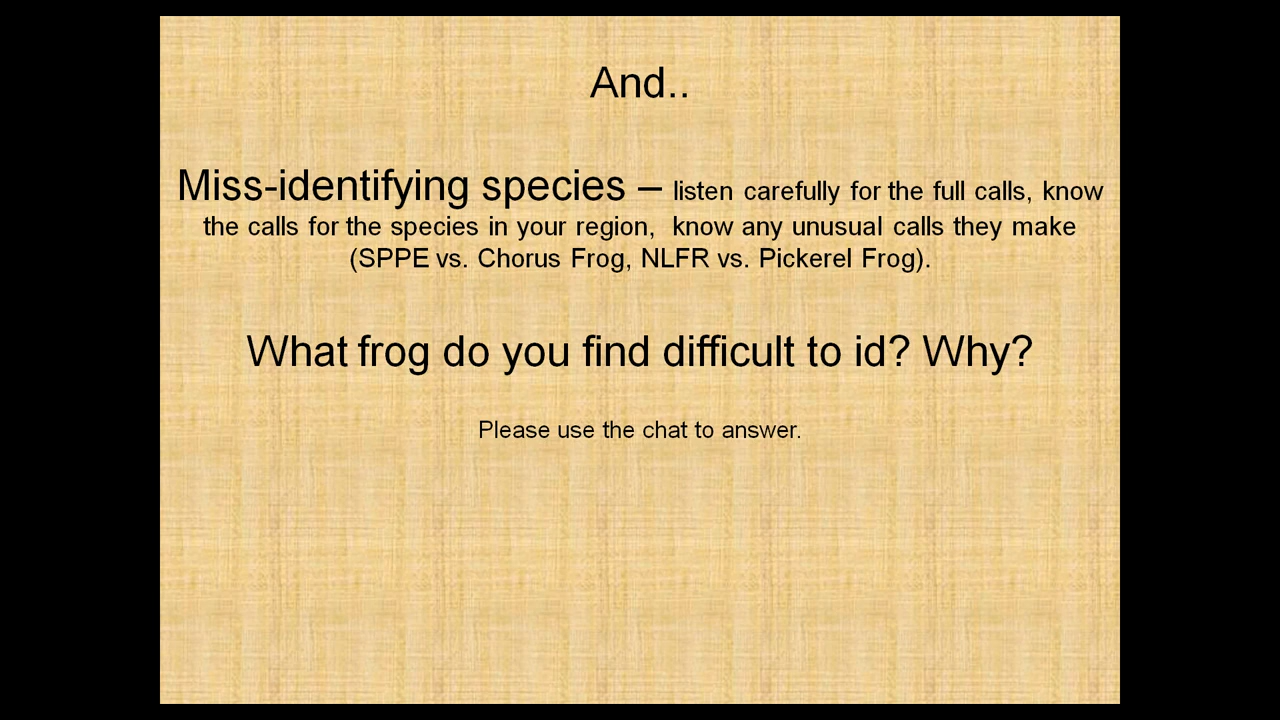 And..
Miss-identifying species – listen carefully for the full calls, know
the calls for the species in your region,  know any unusual calls they make
(SPPE vs. Chorus Frog, NLFR vs. Pickerel Frog).
What frog do you find difficult to id? Why?
Please use the chat to answer.